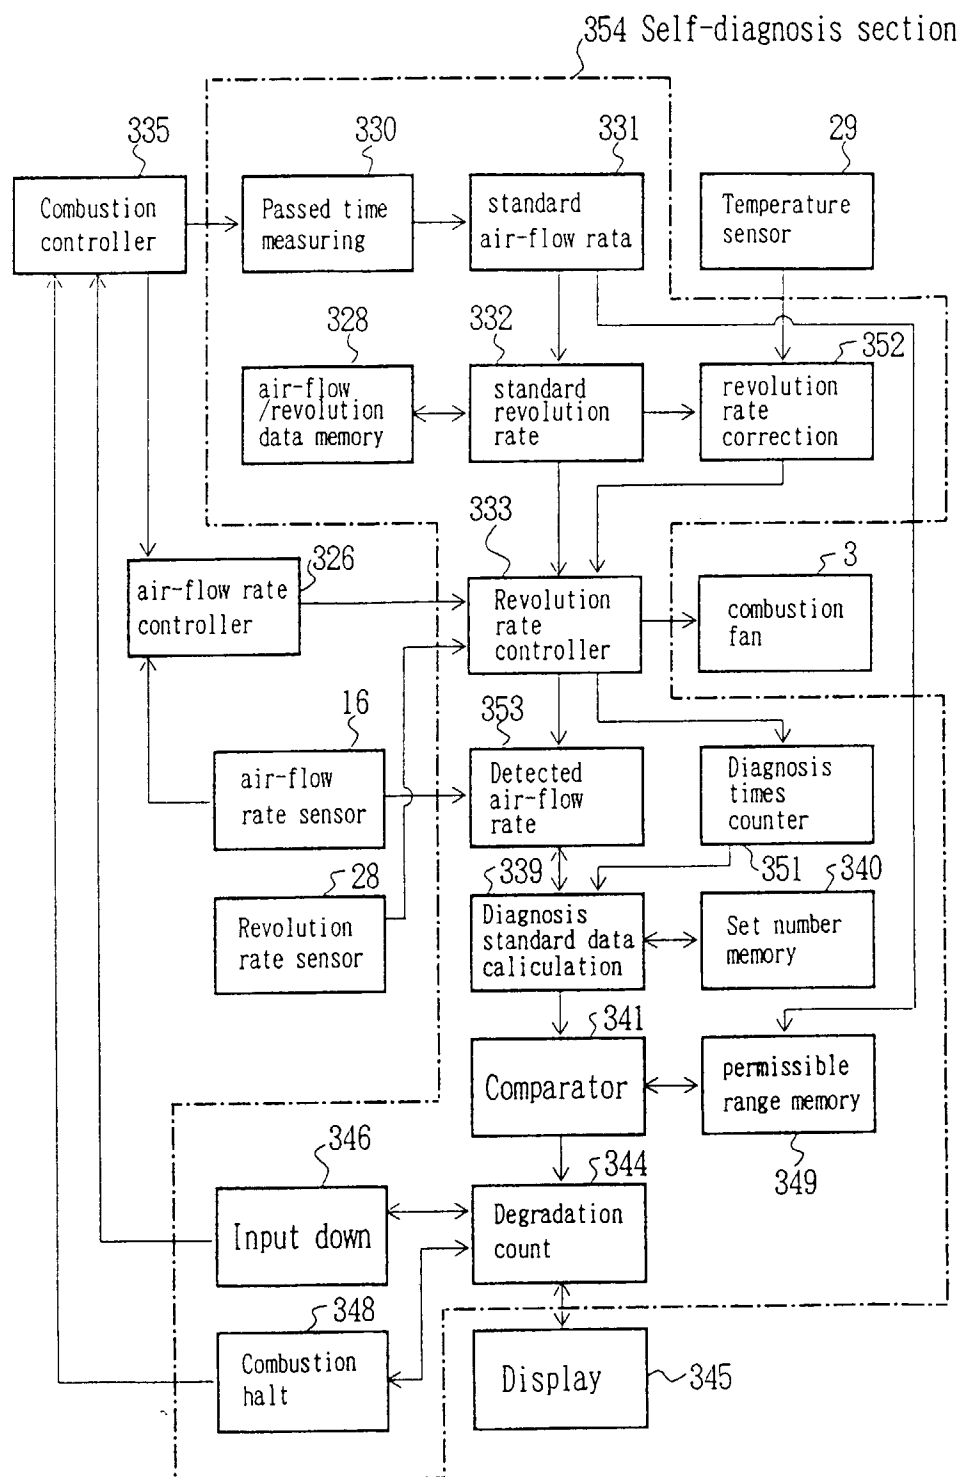 354 Self-diagnosis section
335
330
331
29
Combustion
controller
Passed time
measuring
standard
air-flow rata
Temperature
sensor
328
332
352
air-flow
/revolution
data memory
standard
revolution
rate
revolution
rate
correction
333
326
3
air-flow rate
controller
Revolution
rate
controller
combustion
fan
16
353
air-flow
rate sensor
Detected
air-flow
rate
Diagnosis
times
counter
28
339
351
340
Revolution
rate sensor
Diagnosis
standard data
caliculation
Set number
memory
341
Comparator
permissible
range memory
346
344
349
Input down
Degradation
count
348
Combustion
halt
Display
345